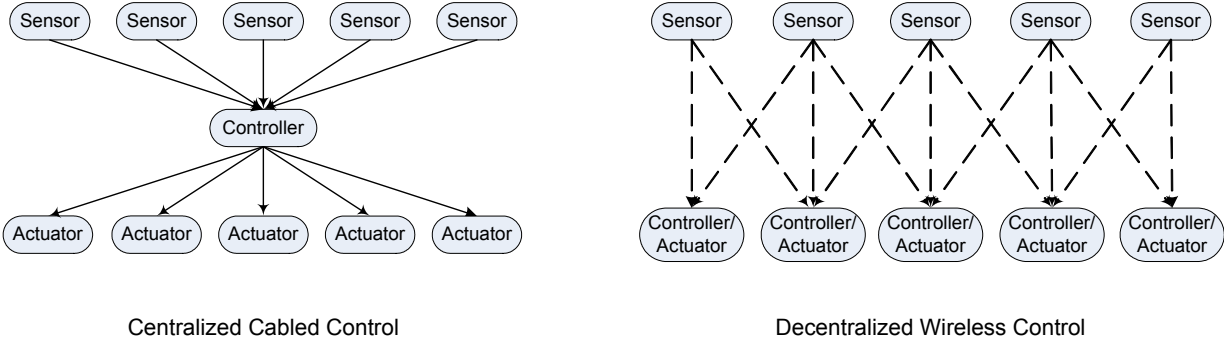 Sensor Sensor Sensor Sensor Sensor
Controller
Actuator Actuator Actuator Actuator Actuator
Centralized Cabled Control
Sensor Sensor Sensor Sensor Sensor
Controller/ Controller/ Controller/ Controller/ Controller/
Actuator Actuator Actuator Actuator Actuator
Decentralized Wireless Control